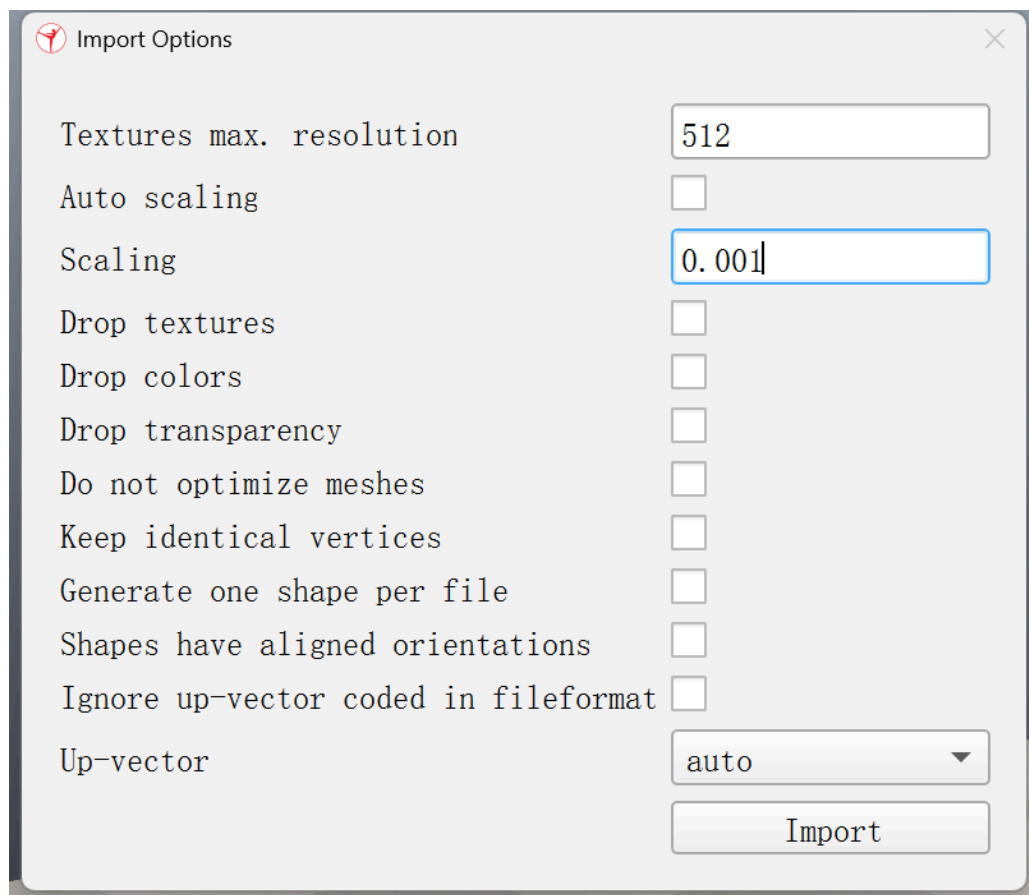 Import Options
Textures max. resolution 512
Auto scaling
Scaling 0.001
Drop textures
Drop colors
Drop transparency
Do not optimize meshes
Keep identical vertices
Generate one shape per file
Shapes have aligned orientations
Ignore up-vector coded in fileformat
Up-vector auto
Import